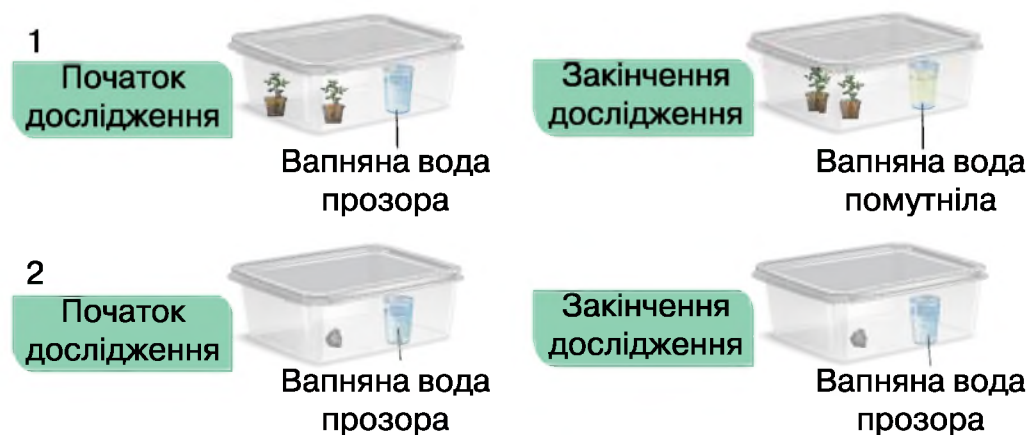 1
Початок
дослідження
Закінчення
дослідження
Вапняна вода
прозора
Вапняна вода
помутніла
2
Початок
дослідження
Закінчення
дослідження
Вапняна вода
прозора
Вапняна вода
прозора